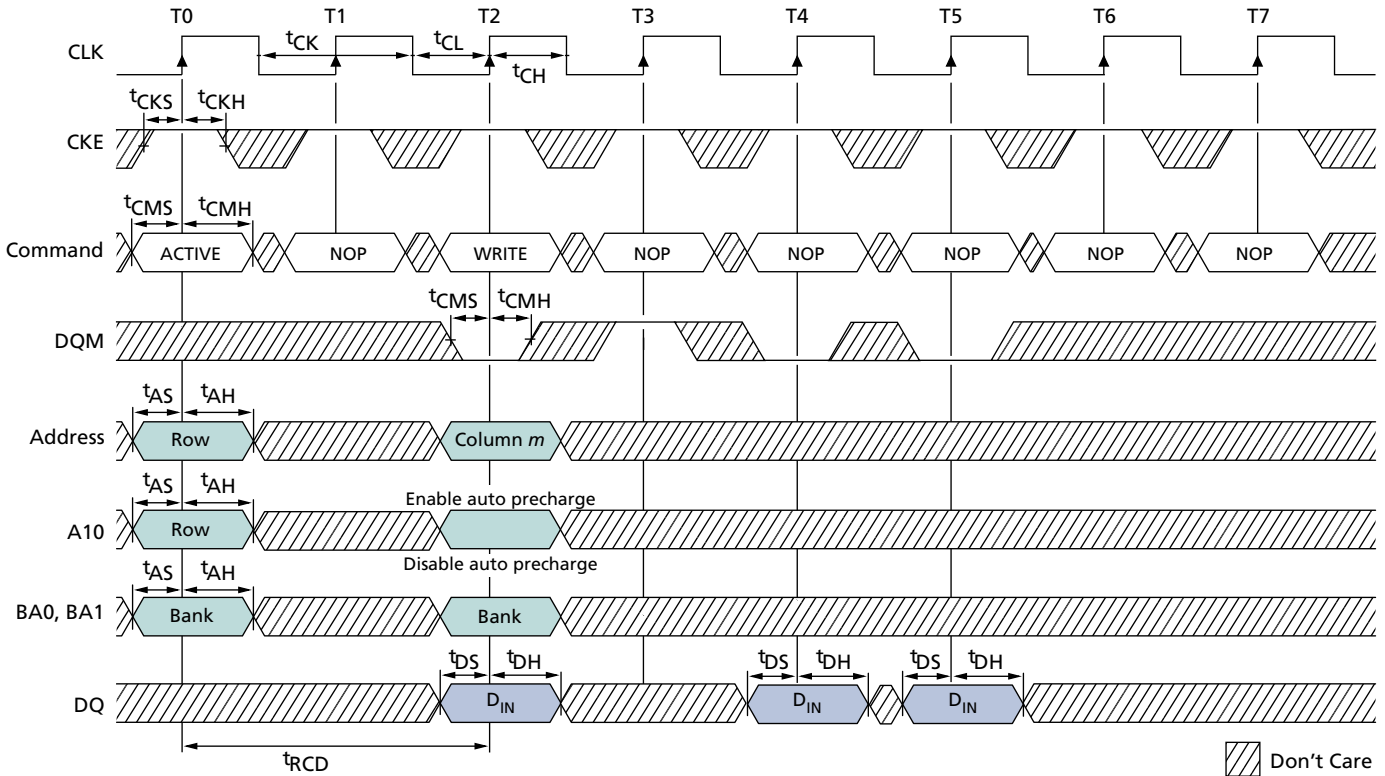 T0 T1 T2 T3 T4 T5 T6 T7
CLK tCK tCL tCH
tCKS tCKH
CKE
tCMS tCMH
Command ACTIVE NOP WRITE NOP NOP NOP NOP NOP
tCMS tCMH
DQM
tAS tAH
Address Row Column m
tAS tAH Enable auto precharge
A10 Row
Disable auto precharge
tAS tAH
BA0, BA1 Bank Bank
tDS tDH tDS tDH tDS tDH
DQ DIN DIN DIN
tRCD
Don't Care